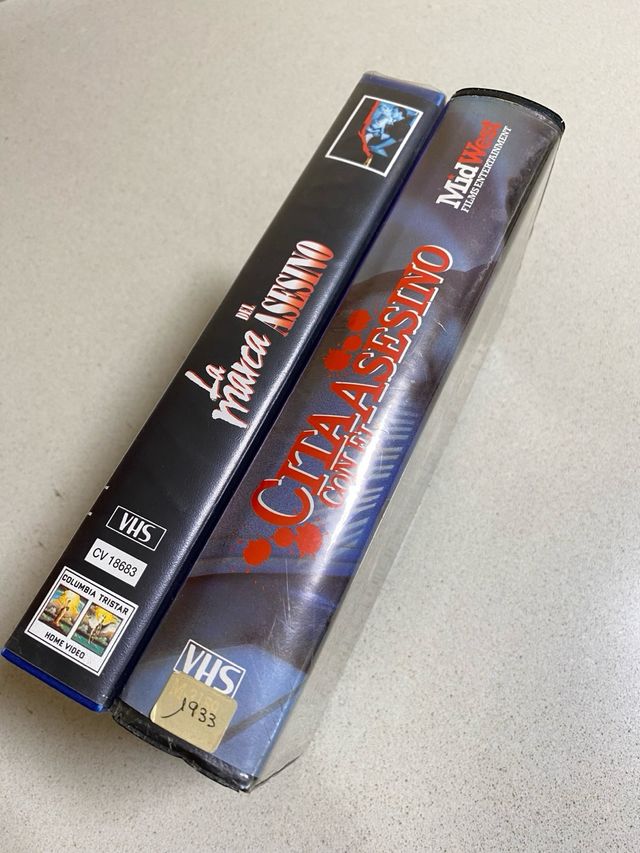 La
marca
DEL
ASESINO
VHS
CV 18683
COLUMBIA TRISTAR
HOME VIDEO
MidWest
FILMS ENTERTAINMENT
CITA ASESINO
CON EL
VHS
1933